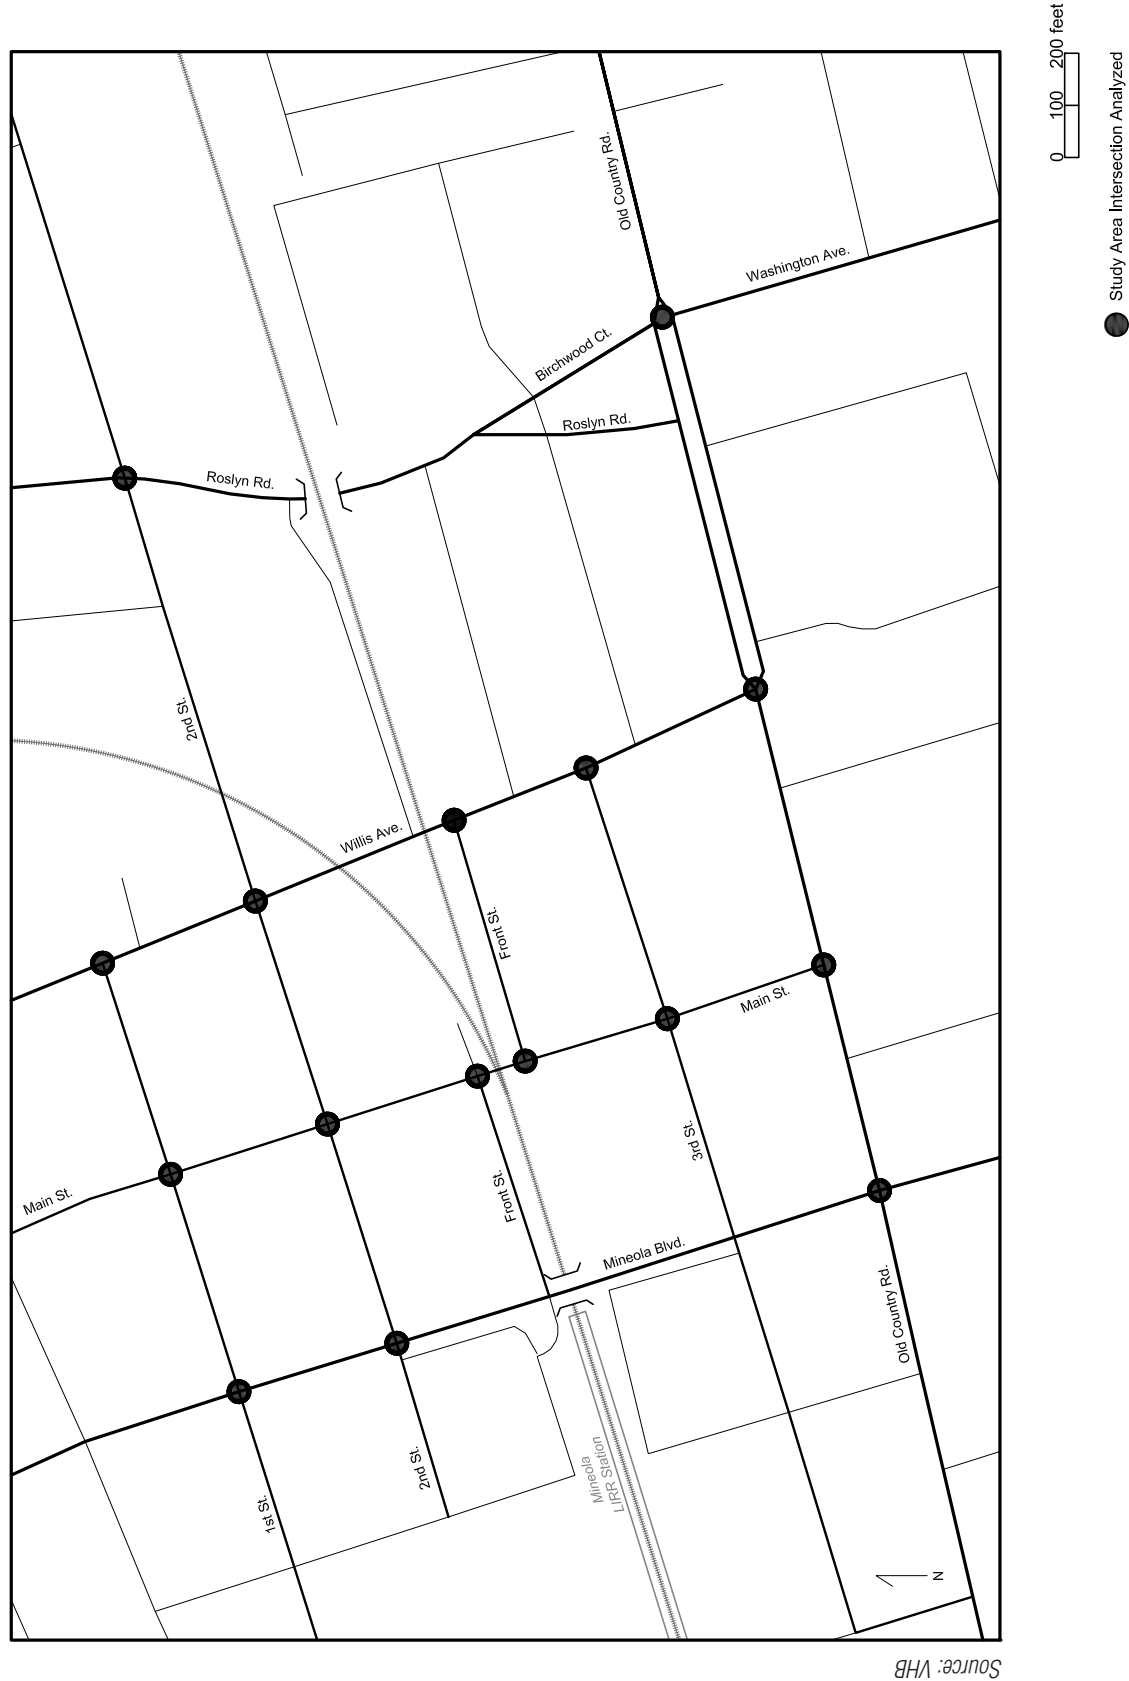 2nd St.
Roslyn Rd.
Old Country Rd.
Washington Ave.
Birchwood Ct.
Roslyn Rd.
Willis Ave.
Front St.
Main St.
Main St.
Front St.
3rd St.
Mineola Blvd.
Old Country Rd.
1st St.
2nd St.
Mineola
LIRR Station
N
0 100 200 feet
Study Area Intersection Analyzed
Source: VHB